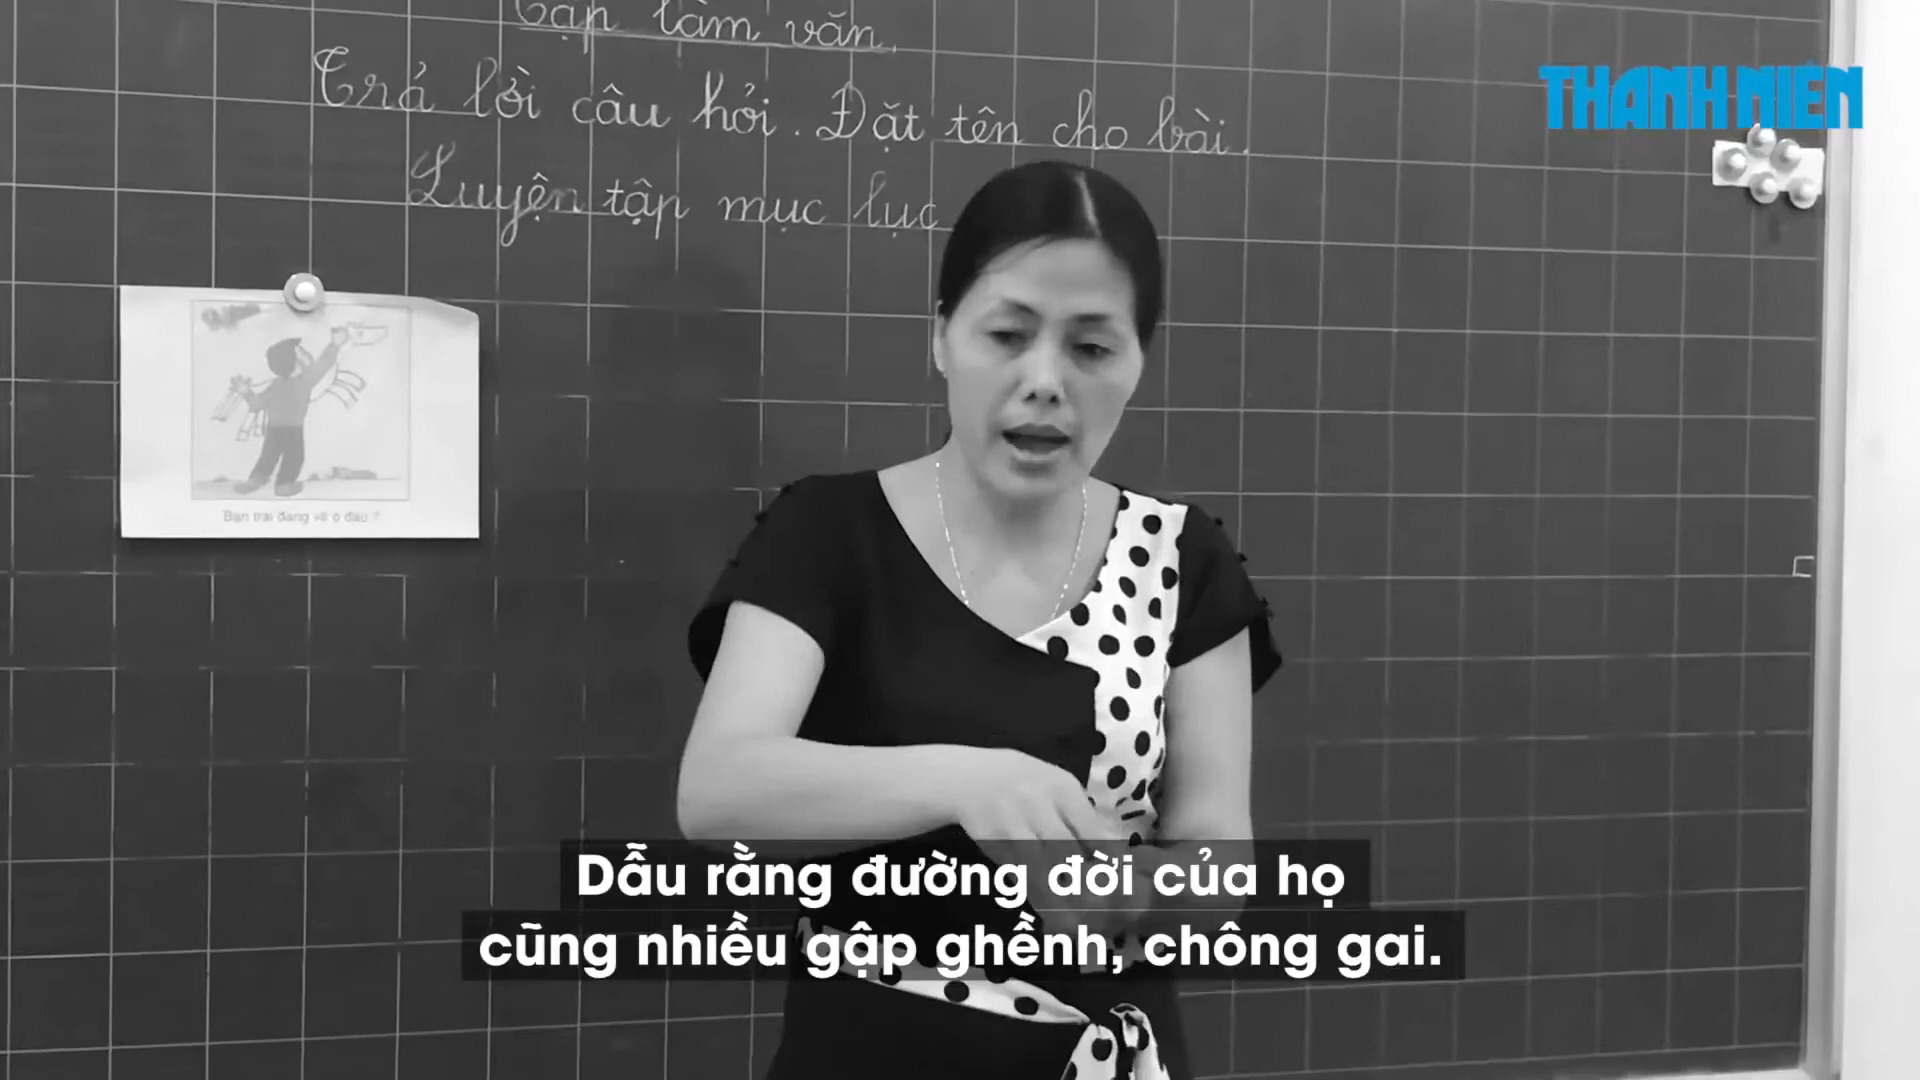 Tập làm văn.
THANH NIÊN
Trả lời câu hỏi. Đặt tên cho bài.
Luyện tập mục lục
Bạn trai đang vẽ ở đâu ?
Dẫu rằng đường đời của họ
cũng nhiều gập ghềnh, chông gai.